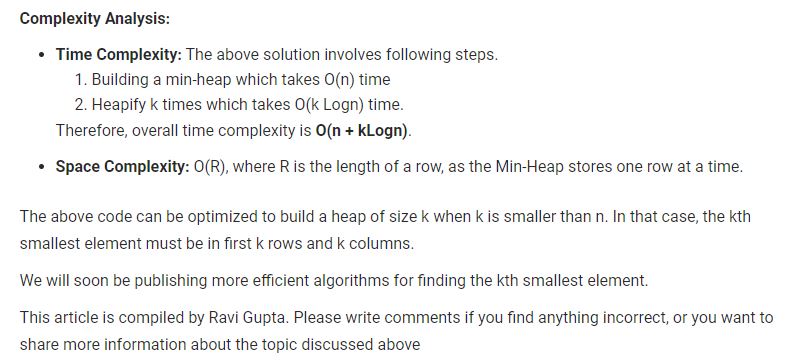 Complexity Analysis:
• Time Complexity: The above solution involves following steps.
1. Building a min-heap which takes O(n) time
2. Heapify k times which takes O(k Logn) time.
Therefore, overall time complexity is O(n + kLogn).
• Space Complexity: O(R), where R is the length of a row, as the Min-Heap stores one row at a time.
The above code can be optimized to build a heap of size k when k is smaller than n. In that case, the kth
smallest element must be in first k rows and k columns.
We will soon be publishing more efficient algorithms for finding the kth smallest element.
This article is compiled by Ravi Gupta. Please write comments if you find anything incorrect, or you want to
share more information about the topic discussed above